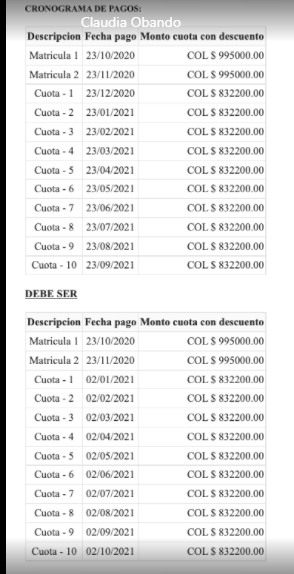 CRONOGRAMA DE PAGOS:
Claudia Obando
Descripcion Fecha pago Monto cuota con descuento
Matricula 1 23/10/2020 COL $ 995000.00
Matricula 2 23/11/2020 COL $ 995000.00
Cuota - 1 23/12/2020 COL $ 832200.00
Cuota - 2 23/01/2021 COL $ 832200.00
Cuota - 3 23/02/2021 COL $ 832200.00
Cuota - 4 23/03/2021 COL $ 832200.00
Cuota - 5 23/04/2021 COL $ 832200.00
Cuota - 6 23/05/2021 COL $ 832200.00
Cuota - 7 23/06/2021 COL $ 832200.00
Cuota - 8 23/07/2021 COL $ 832200.00
Cuota - 9 23/08/2021 COL $ 832200.00
Cuota - 10 23/09/2021 COL $ 832200.00
DEBE SER
Descripcion Fecha pago Monto cuota con descuento
Matricula 1 23/10/2020 COL $ 995000.00
Matricula 2 23/11/2020 COL $ 995000.00
Cuota - 1 02/01/2021 COL $ 832200.00
Cuota - 2 02/02/2021 COL $ 832200.00
Cuota - 3 02/03/2021 COL $ 832200.00
Cuota - 4 02/04/2021 COL $ 832200.00
Cuota - 5 02/05/2021 COL $ 832200.00
Cuota - 6 02/06/2021 COL $ 832200.00
Cuota - 7 02/07/2021 COL $ 832200.00
Cuota - 8 02/08/2021 COL $ 832200.00
Cuota - 9 02/09/2021 COL $ 832200.00
Cuota - 10 02/10/2021 COL $ 832200.00